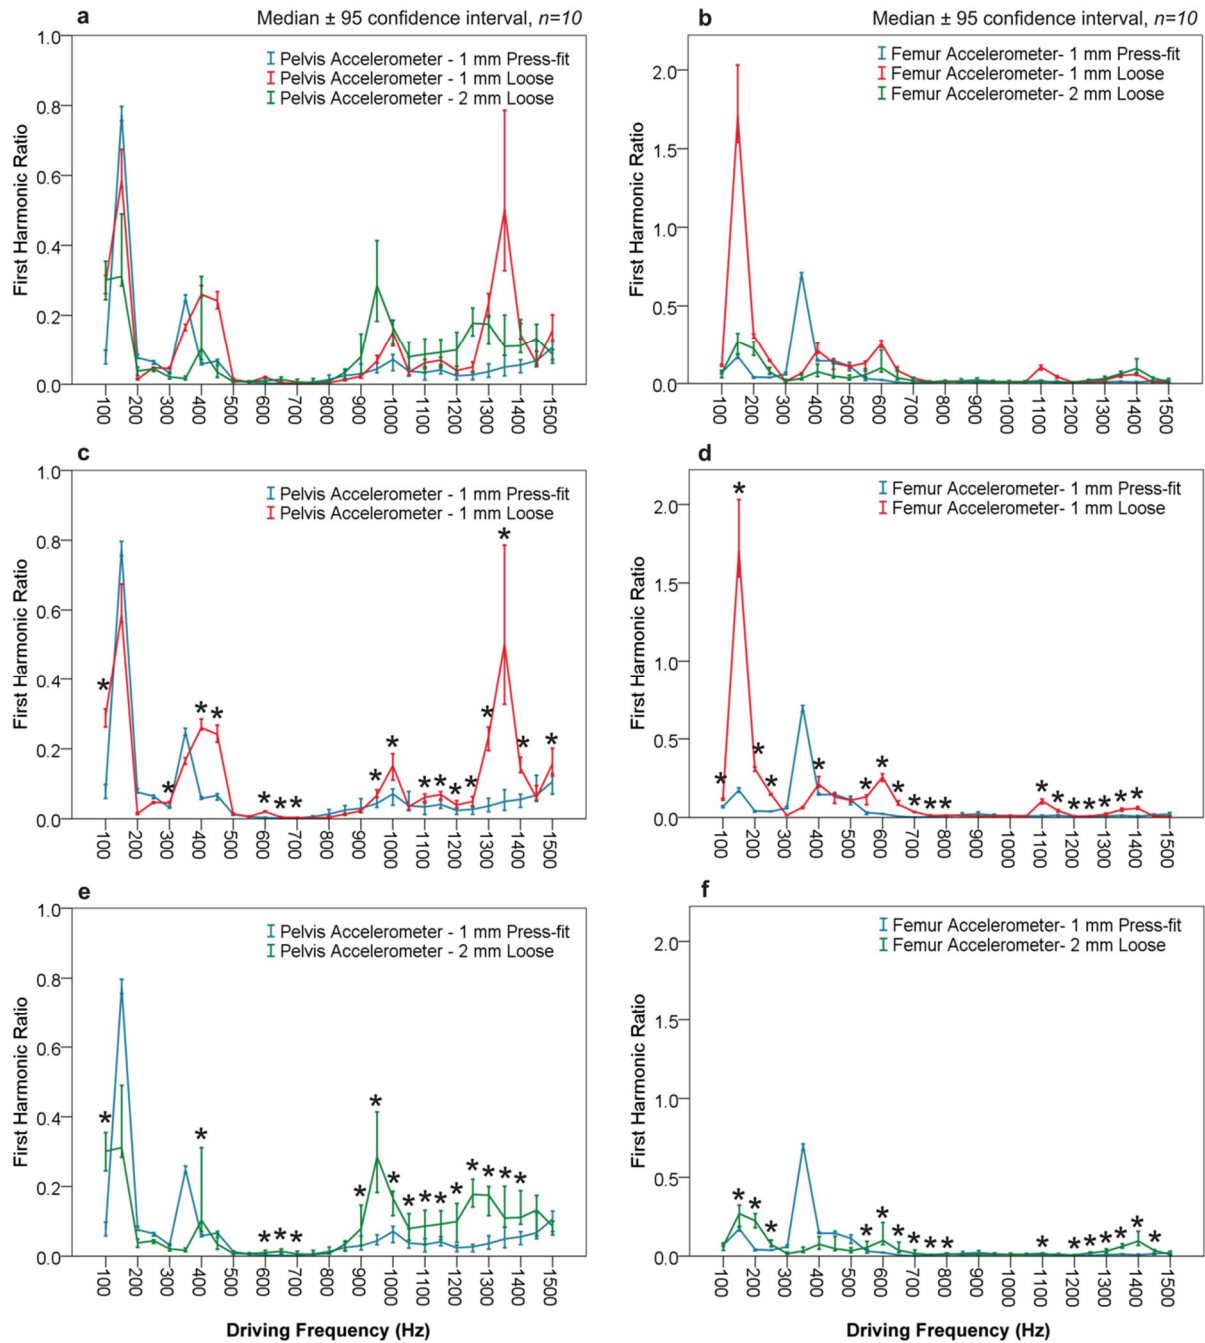 a
Median ± 95 confidence interval, n=10
First Harmonic Ratio
1.0
0.8
0.6
0.4
0.2
0.0
Pelvis Accelerometer - 1 mm Press-fit
Pelvis Accelerometer - 1 mm Loose
Pelvis Accelerometer - 2 mm Loose
100 200 300 400 500 600 700 800 900 1000 1100 1200 1300 1400 1500
b
Median ± 95 confidence interval, n=10
First Harmonic Ratio
2.0
1.5
1.0
0.5
0.0
Femur Accelerometer- 1 mm Press-fit
Femur Accelerometer- 1 mm Loose
Femur Accelerometer- 2 mm Loose
100 200 300 400 500 600 700 800 900 1000 1100 1200 1300 1400 1500
c
First Harmonic Ratio
1.0
0.8
0.6
0.4
0.2
0.0
Pelvis Accelerometer - 1 mm Press-fit
Pelvis Accelerometer - 1 mm Loose
* * * * * * * * * * * * * * * * * *
100 200 300 400 500 600 700 800 900 1000 1100 1200 1300 1400 1500
d
First Harmonic Ratio
2.0
1.5
1.0
0.5
0.0
Femur Accelerometer- 1 mm Press-fit
Femur Accelerometer- 1 mm Loose
* * * * * * * * * * * * * * * * * *
100 200 300 400 500 600 700 800 900 1000 1100 1200 1300 1400 1500
e
First Harmonic Ratio
1.0
0.8
0.6
0.4
0.2
0.0
Pelvis Accelerometer - 1 mm Press-fit
Pelvis Accelerometer - 2 mm Loose
* * * * * * * * * * * * * * * *
100 200 300 400 500 600 700 800 900 1000 1100 1200 1300 1400 1500
Driving Frequency (Hz)
f
First Harmonic Ratio
2.0
1.5
1.0
0.5
0.0
Femur Accelerometer- 1 mm Press-fit
Femur Accelerometer- 2 mm Loose
* * * * * * * * * * * * * * * *
100 200 300 400 500 600 700 800 900 1000 1100 1200 1300 1400 1500
Driving Frequency (Hz)